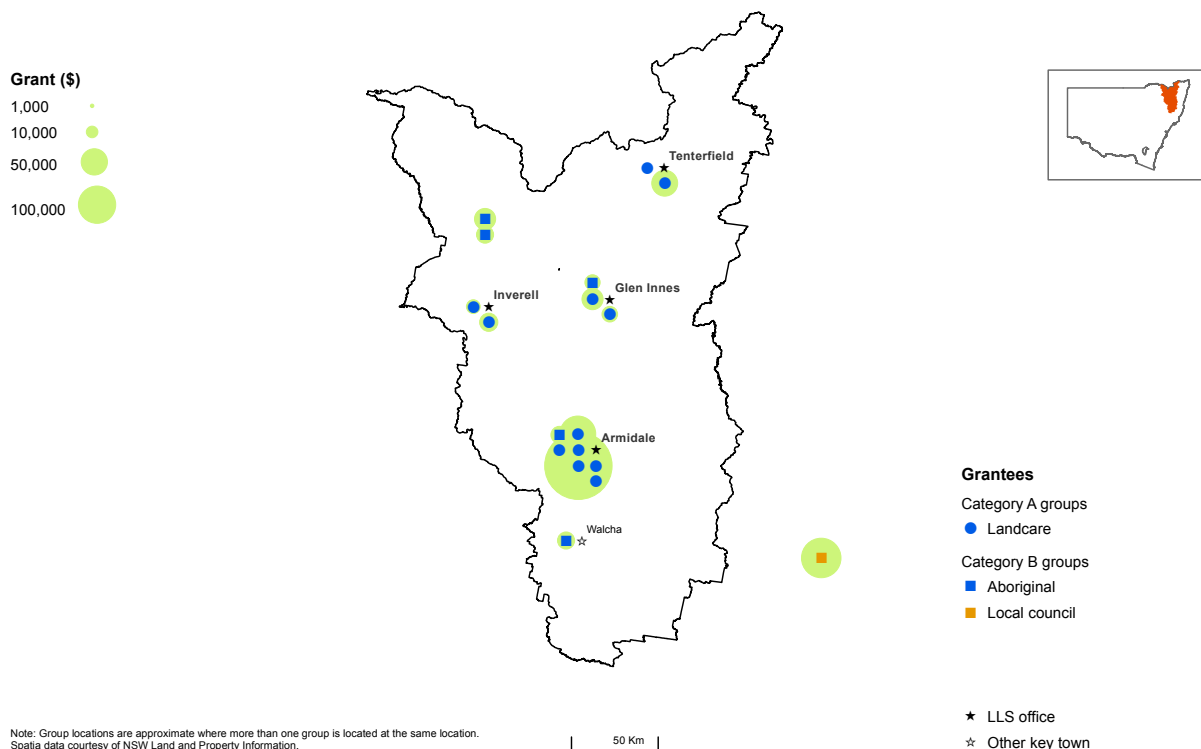 Grant ($)
1,000
10,000
50,000
100,000
Tenterfield
Inverell
Glen Innes
Armidale
Walcha
Grantees
Category A groups
Landcare
Category B groups
Aboriginal
Local council
LLS office
Other key town
Note: Group locations are approximate where more than one group is located at the same location.
Spatia data courtesy of NSW Land and Property Information.
50 Km